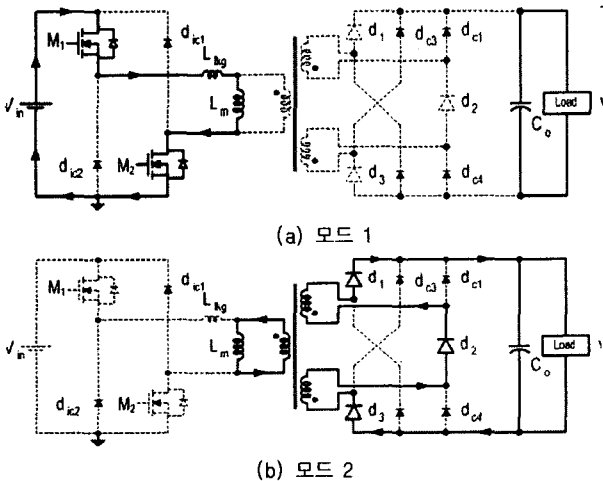 M1
dic1
Llkg
Lm
Vin
dic2
M2
d1
dc3
dc1
d2
d3
dc4
Co
Load
(a) 모드 1
M1
dic1
Llkg
Lm
Vin
dic2
M2
d1
dc3
dc1
d2
d3
dc4
Co
Load
(b) 모드 2